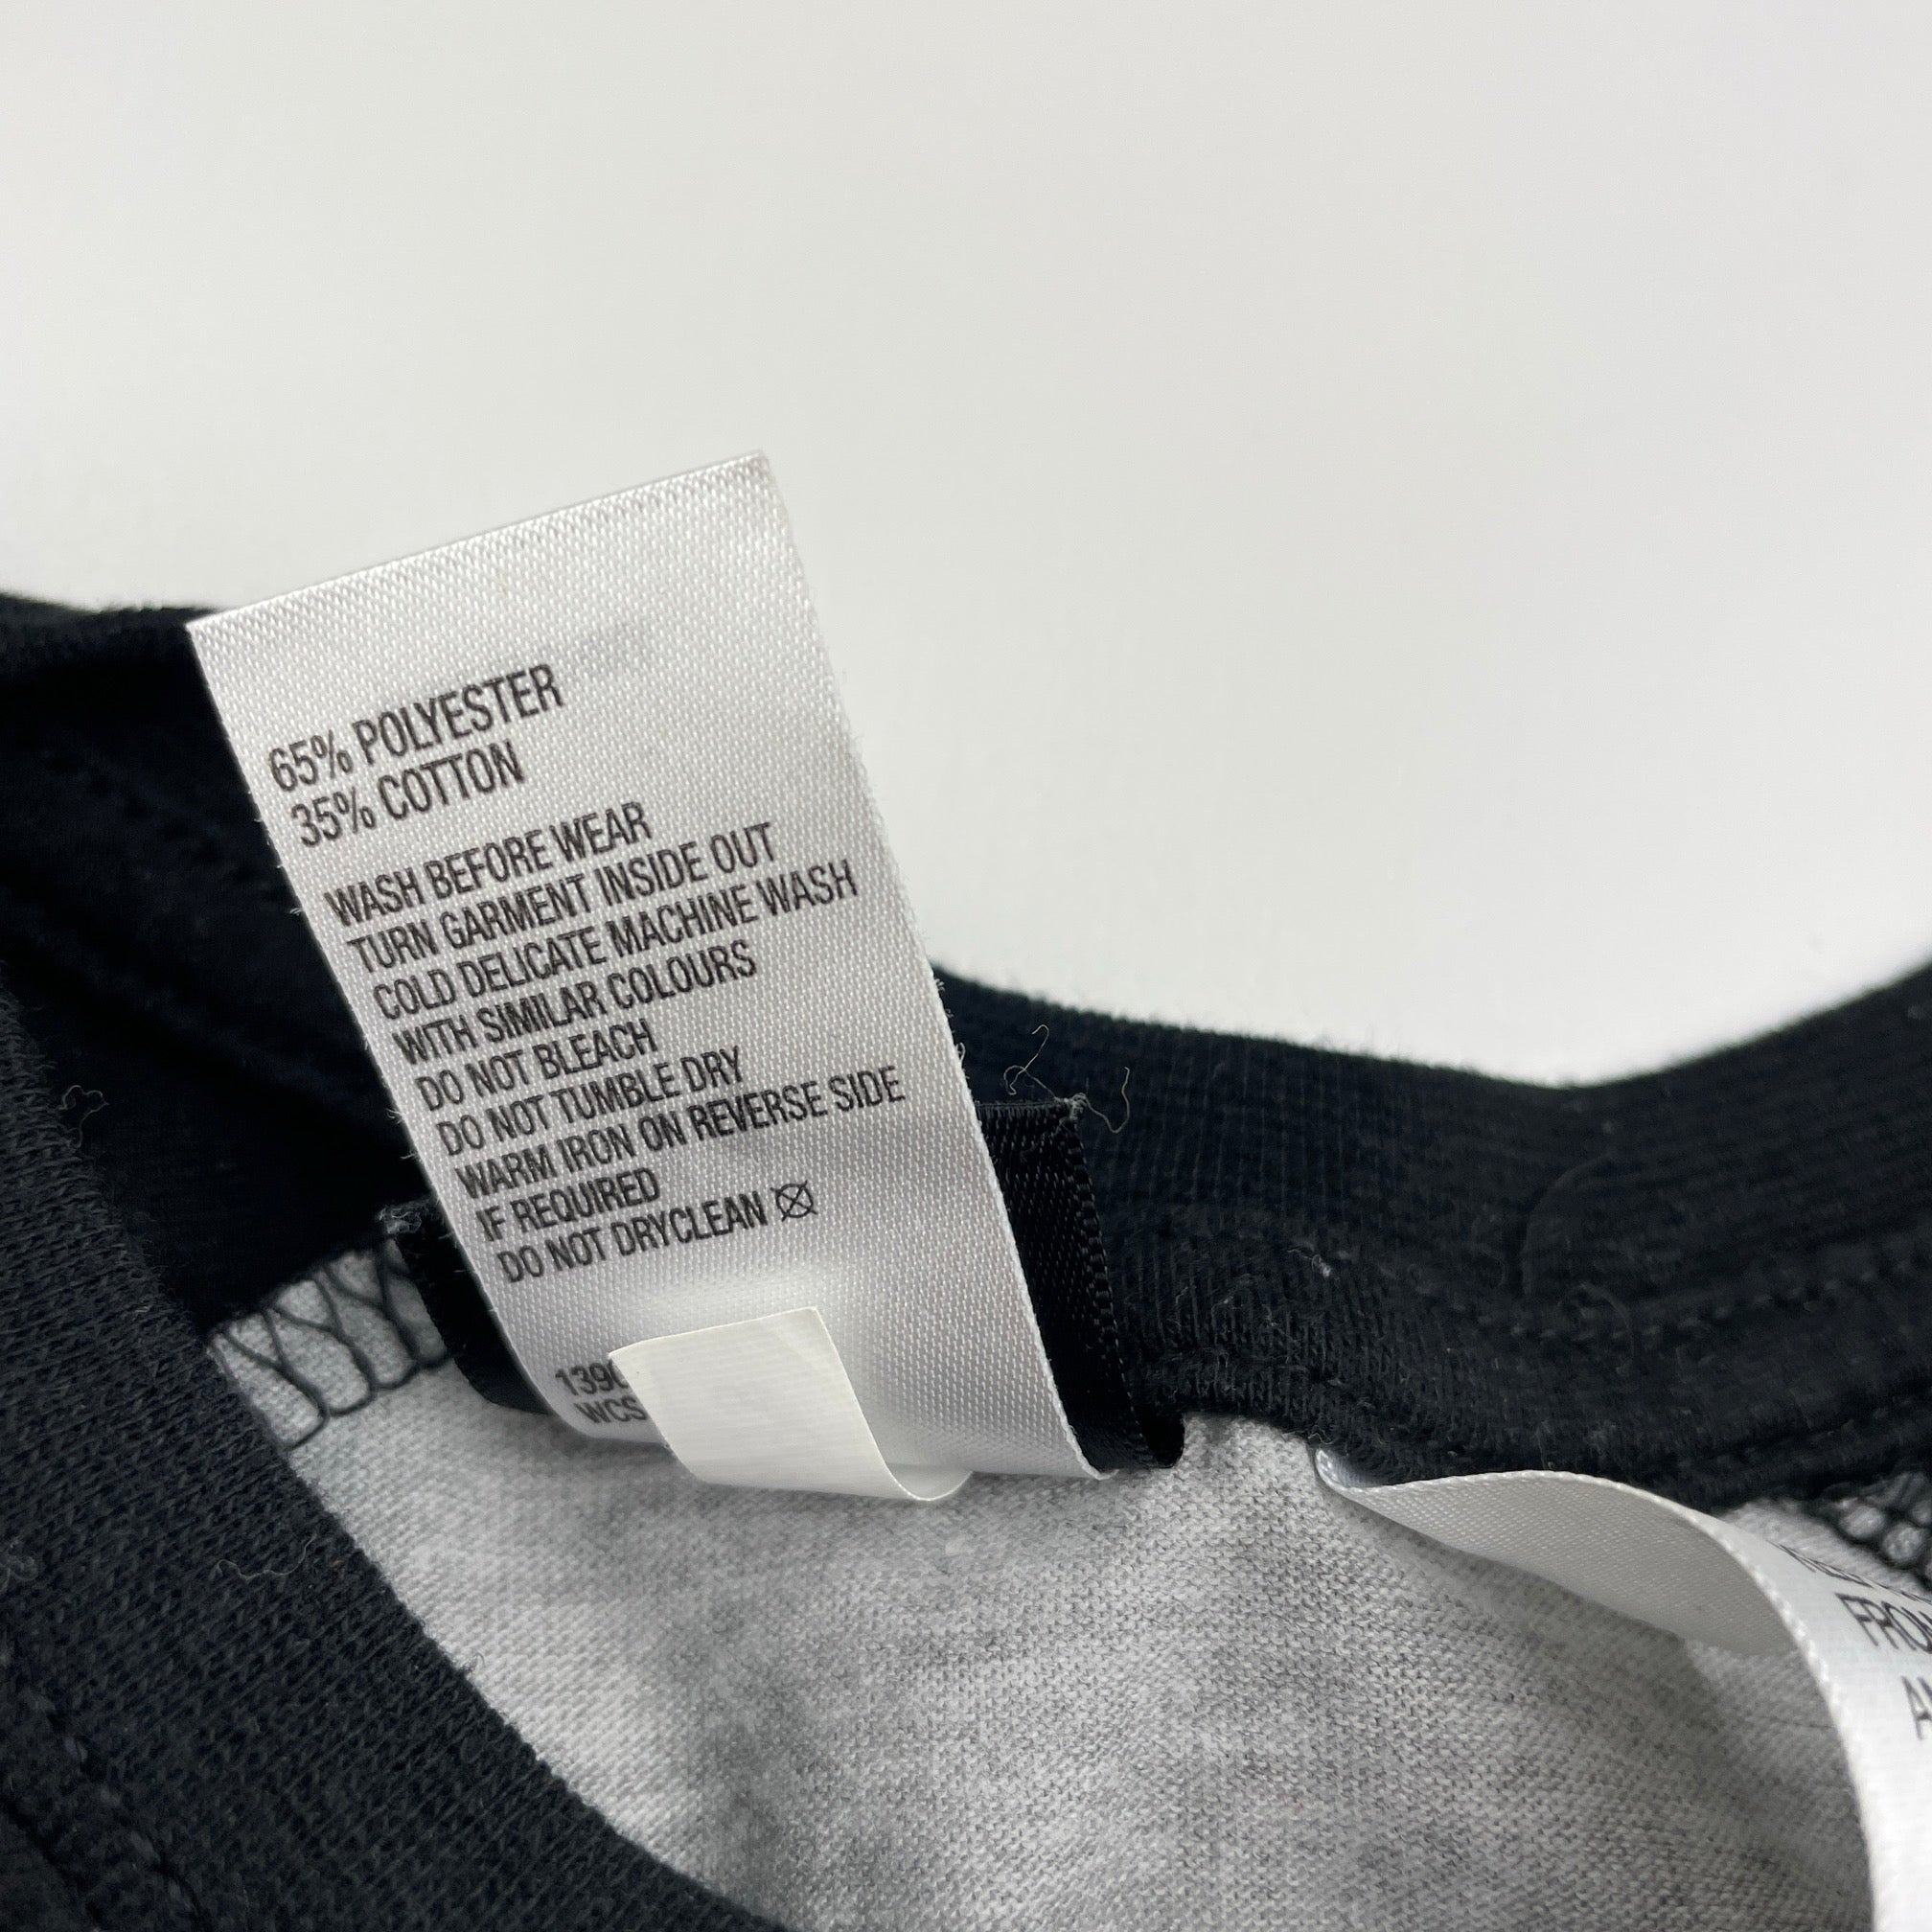 65% POLYESTER
35% COTTON
WASH BEFORE WEAR
TURN GARMENT INSIDE OUT
COLD DELICATE MACHINE WASH
WITH SIMILAR COLOURS
DO NOT BLEACH
DO NOT TUMBLE DRY
WARM IRON ON REVERSE SIDE
IF REQUIRED
DO NOT DRYCLEAN